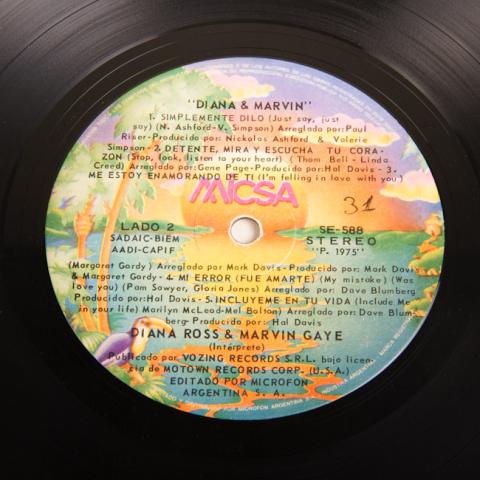 "DIANA & MARVIN"
1. SIMPLEMENTE DILO (Just say, just
say) (N. Ashford-V. Simpson) Arreglado por:Paul
Riser-Producido por: Nickolas Ashford & Valerie
Simpson - 2. DETENTE, MIRA Y ESCUCHA TU CORA-
ZON (Stop, look, listen to your heart) (Thom Bell - Linda
Creed) Arreglado por:Gene Page-Producido por: Hal Davis - 3.
ME ESTOY ENAMORANDO DE TI (I'm felling in love with you)
MICSA
31
LADO 2
SADAIC-BIEM
AADI-CAPIF
SE-588
STEREO
"P. 1975"
(Margaret Gordy) Arreglado por Mark Davis-Producido por: Mark Davis
& Margaret Gordy - 4. MI ERROR (FUE AMARTE) (My mistake) (Was
love you) (Pam Sawyer, Gloria Jones) Arreglado por: Dave Blumberg
Producido por:Hal Davis - 5. INCLUYEME EN TU VIDA (Include Me
in your life) Marilyn McLeod-Mel Bolton) Arreglado por: Dave Blum-
berg-Producido por: Hal Davis
DIANA ROSS & MARVIN GAYE
(Intérprete)
Publicado por VOZING RECORDS S.R.L. bajo licen-
cia de MOTOWN RECORDS CORP. (U.S.A.)
EDITADO POR MICROFON
ARGENTINA S. A.